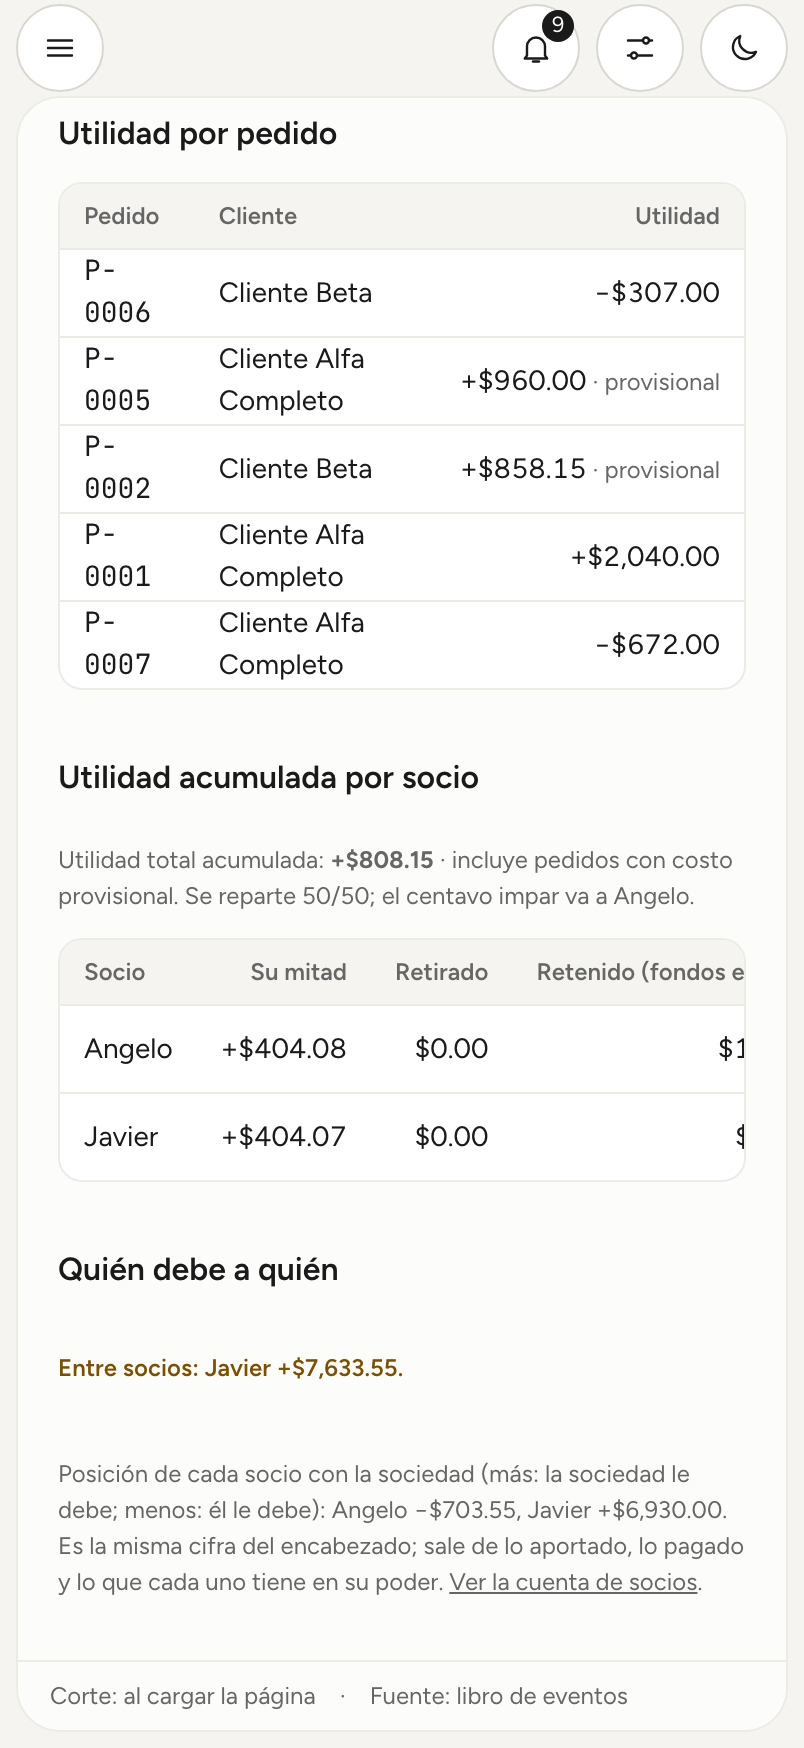 9
Utilidad por pedido
Pedido Cliente Utilidad
P-
0006 Cliente Beta −$307.00
P-
0005 Cliente Alfa
Completo +$960.00 · provisional
P-
0002 Cliente Beta +$858.15 · provisional
P-
0001 Cliente Alfa
Completo +$2,040.00
P-
0007 Cliente Alfa
Completo −$672.00
Utilidad acumulada por socio
Utilidad total acumulada: +$808.15 · incluye pedidos con costo
provisional. Se reparte 50/50; el centavo impar va a Angelo.
Socio Su mitad Retirado Retenido (fondos e
Angelo +$404.08 $0.00 $1
Javier +$404.07 $0.00 $
Quién debe a quién
Entre socios: Javier +$7,633.55.
Posición de cada socio con la sociedad (más: la sociedad le
debe; menos: él le debe): Angelo −$703.55, Javier +$6,930.00.
Es la misma cifra del encabezado; sale de lo aportado, lo pagado
y lo que cada uno tiene en su poder. Ver la cuenta de socios.
Corte: al cargar la página · Fuente: libro de eventos